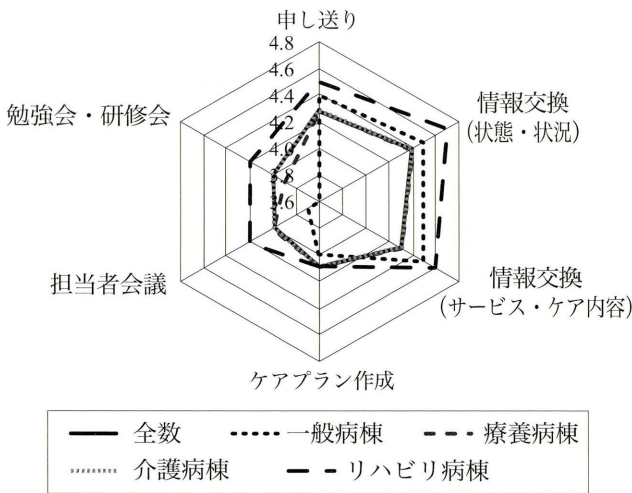 申し送り
4.8
4.6
4.4
4.2
4.0
3.8
3.6
情報交換
(状態・状況)
情報交換
(サービス・ケア内容)
ケアプラン作成
担当者会議
勉強会・研修会
全数
一般病棟
療養病棟
介護病棟
リハビリ病棟